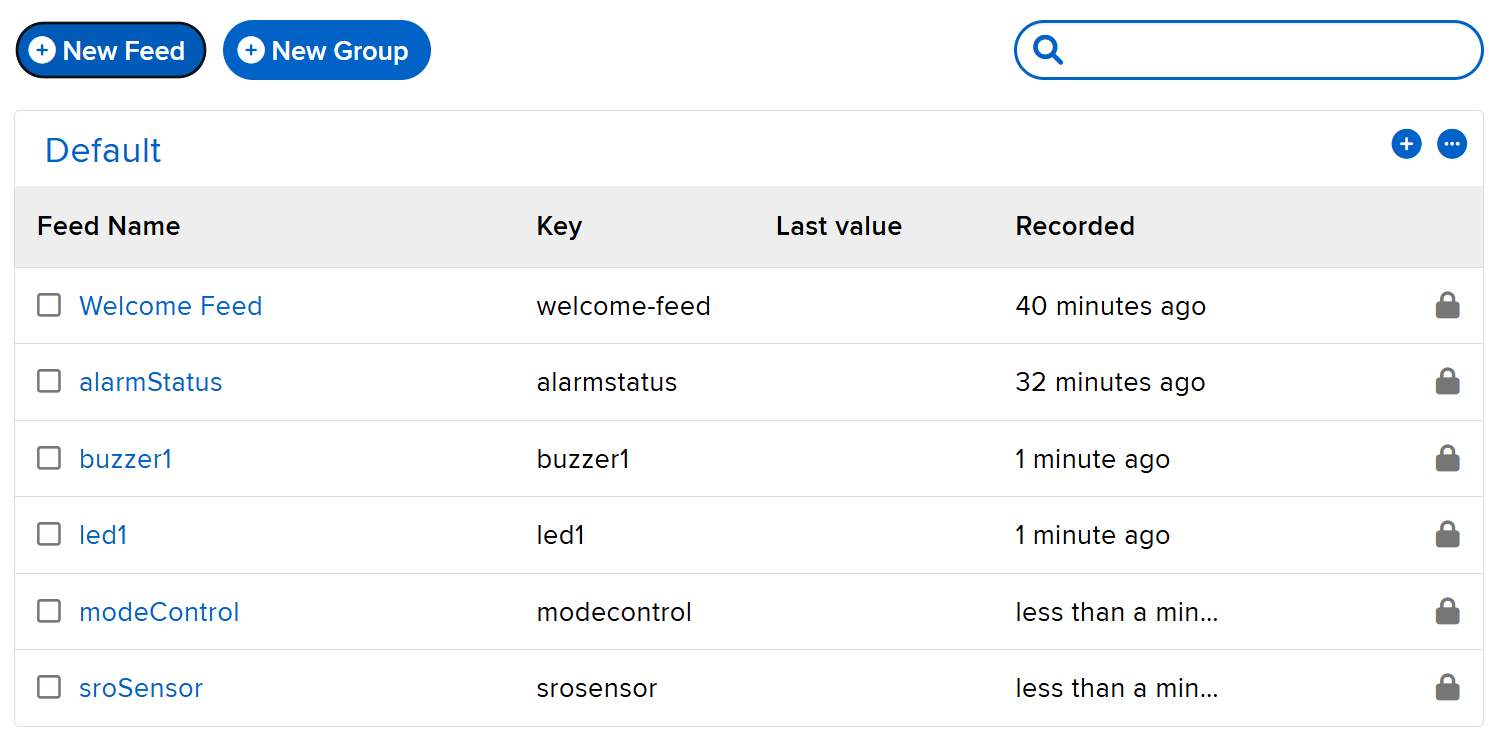 New Feed New Group
Default
Feed Name Key Last value Recorded
Welcome Feed welcome-feed 40 minutes ago
alarmStatus alarmstatus 32 minutes ago
buzzer1 buzzer1 1 minute ago
led1 led1 1 minute ago
modeControl modecontrol less than a min...
sroSensor srosensor less than a min...